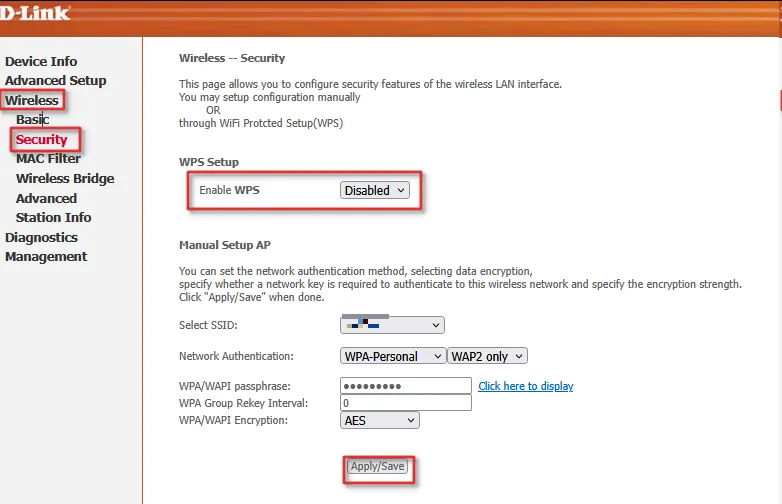 D-Link
Device Info
Advanced Setup
Wireless
Basic
Security
MAC Filter
Wireless Bridge
Advanced
Station Info
Diagnostics
Management
Wireless -- Security
This page allows you to configure security features of the wireless LAN interface.
You may setup configuration manually
OR
through WiFi Protcted Setup(WPS)
WPS Setup
Enable WPS Disabled
Manual Setup AP
You can set the network authentication method, selecting data encryption,
specify whether a network key is required to authenticate to this wireless network and specify the encryption strength.
Click "Apply/Save" when done.
Select SSID:
Network Authentication: WPA-Personal WAP2 only
WPA/WAPI passphrase: ●●●●●●●●● Click here to display
WPA Group Rekey Interval: 0
WPA/WAPI Encryption: AES
Apply/Save